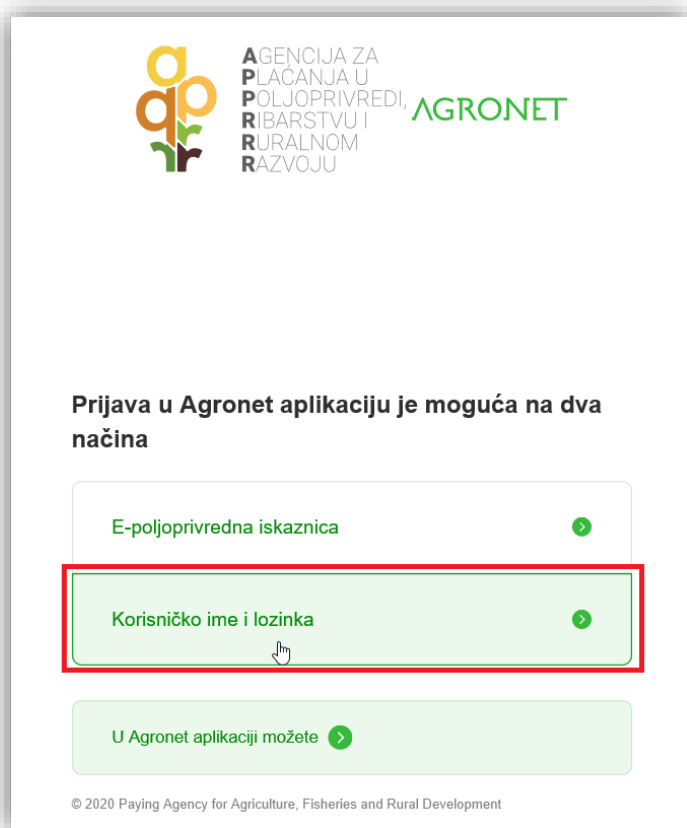 AGENCIJA ZA
PLAĆANJA U
POLJOPRIVREDI,
RIBARSTVU I
RURALNOM
RAZVOJU
AGRONET
Prijava u Agronet aplikaciju je moguća na dva
načina
E-poljoprivredna iskaznica
Korisničko ime i lozinka
U Agronet aplikaciji možete
© 2020 Paying Agency for Agriculture, Fisheries and Rural Development